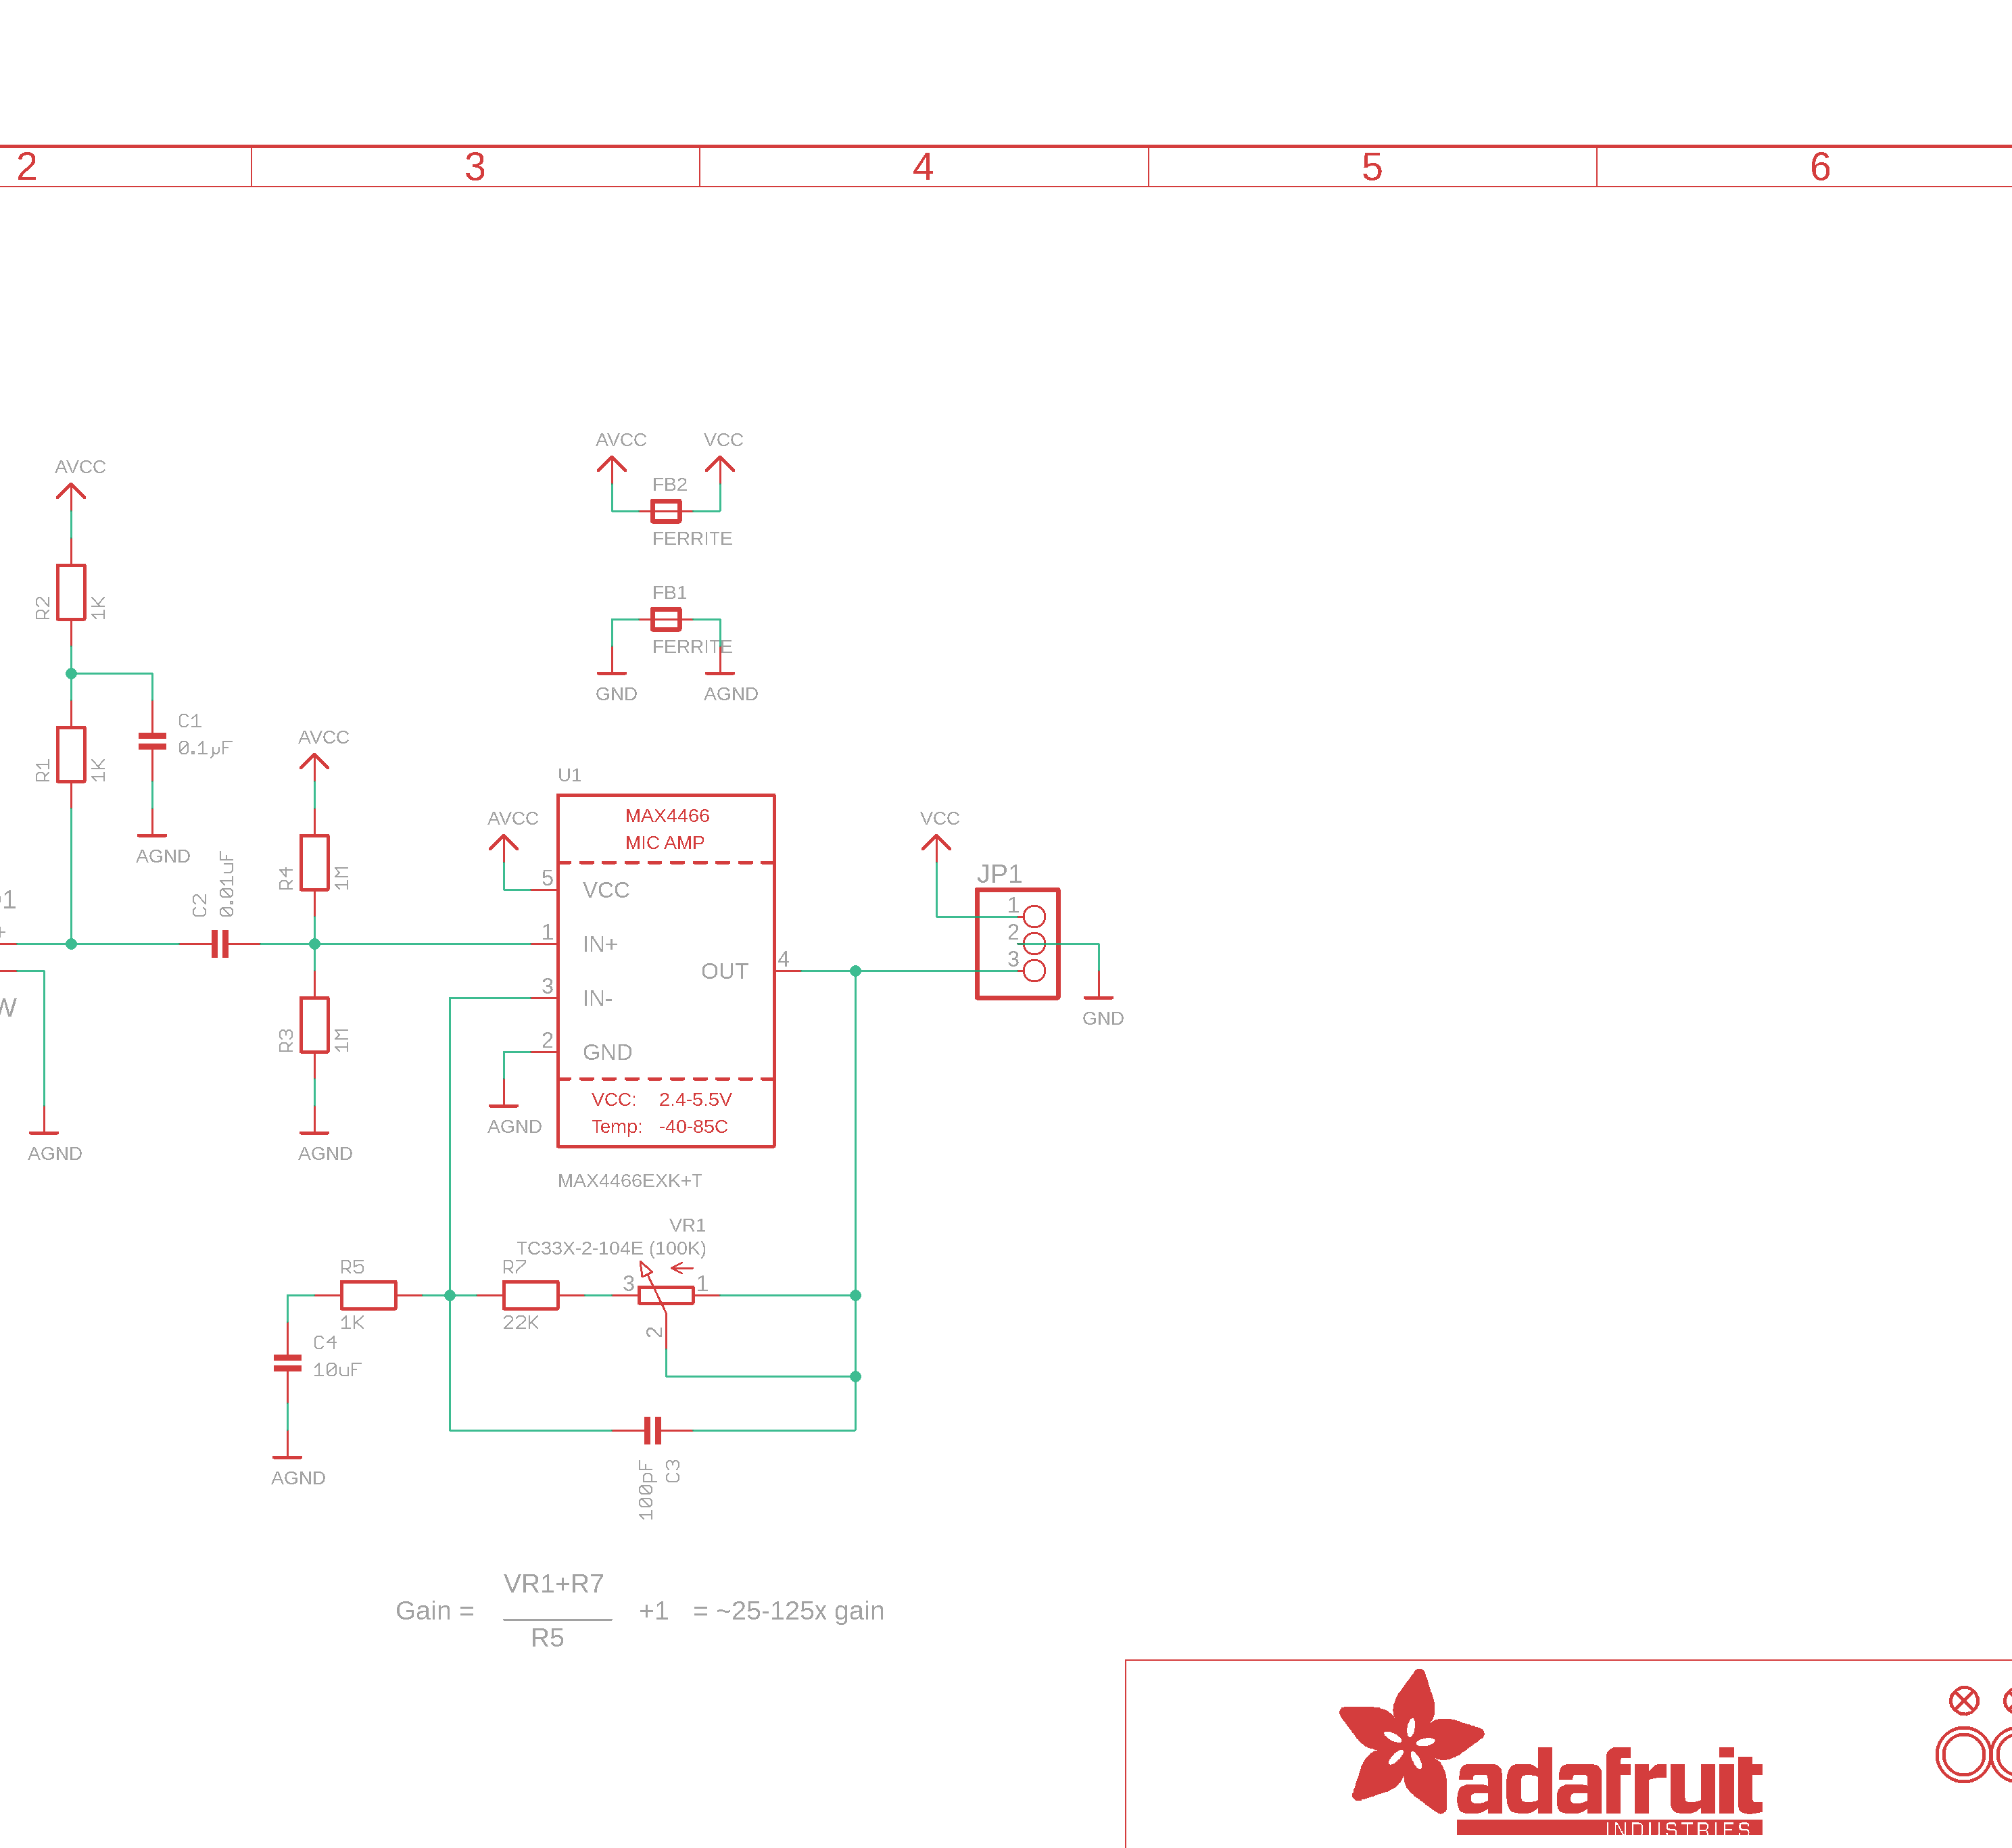 2 3 4 5 6
AVCC
R2
1K
R1
1K
C1
0.1µF
AGND
C2
0.01uF
AVCC
R4
1M
R3
1M
AGND
1
+
W
AGND
AVCC VCC
FB2
FERRITE
FB1
FERRITE
GND AGND
U1
MAX4466
MIC AMP
AVCC
5 VCC
1 IN+
3 IN-
2 GND
OUT 4
AGND
VCC: 2.4-5.5V
Temp: -40-85C
MAX4466EXK+T
VCC
JP1
1
2
3
GND
VR1
TC33X-2-104E (100K)
R5
1K
R7
22K
3 1
2
C4
10uF
AGND
100pF
C3
VR1+R7
Gain = +1 = ~25-125x gain
R5
adafruit
INDUSTRIES